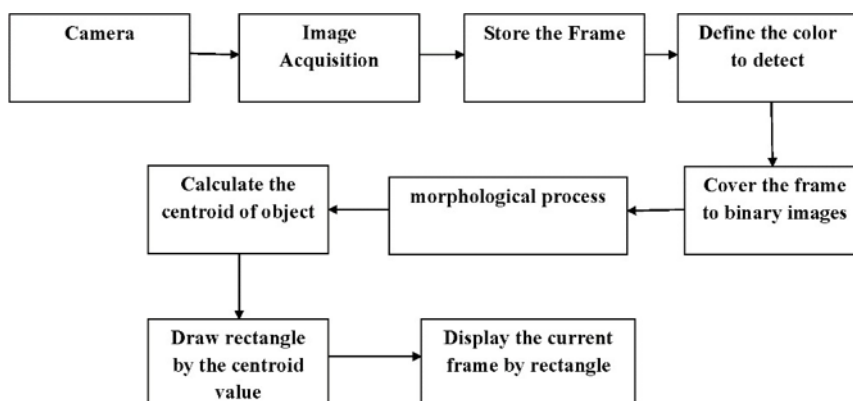 Camera
Image
Acquisition
Store the Frame
Define the color
to detect
Cover the frame
to binary images
morphological process
Calculate the
centroid of object
Draw rectangle
by the centroid
value
Display the current
frame by rectangle